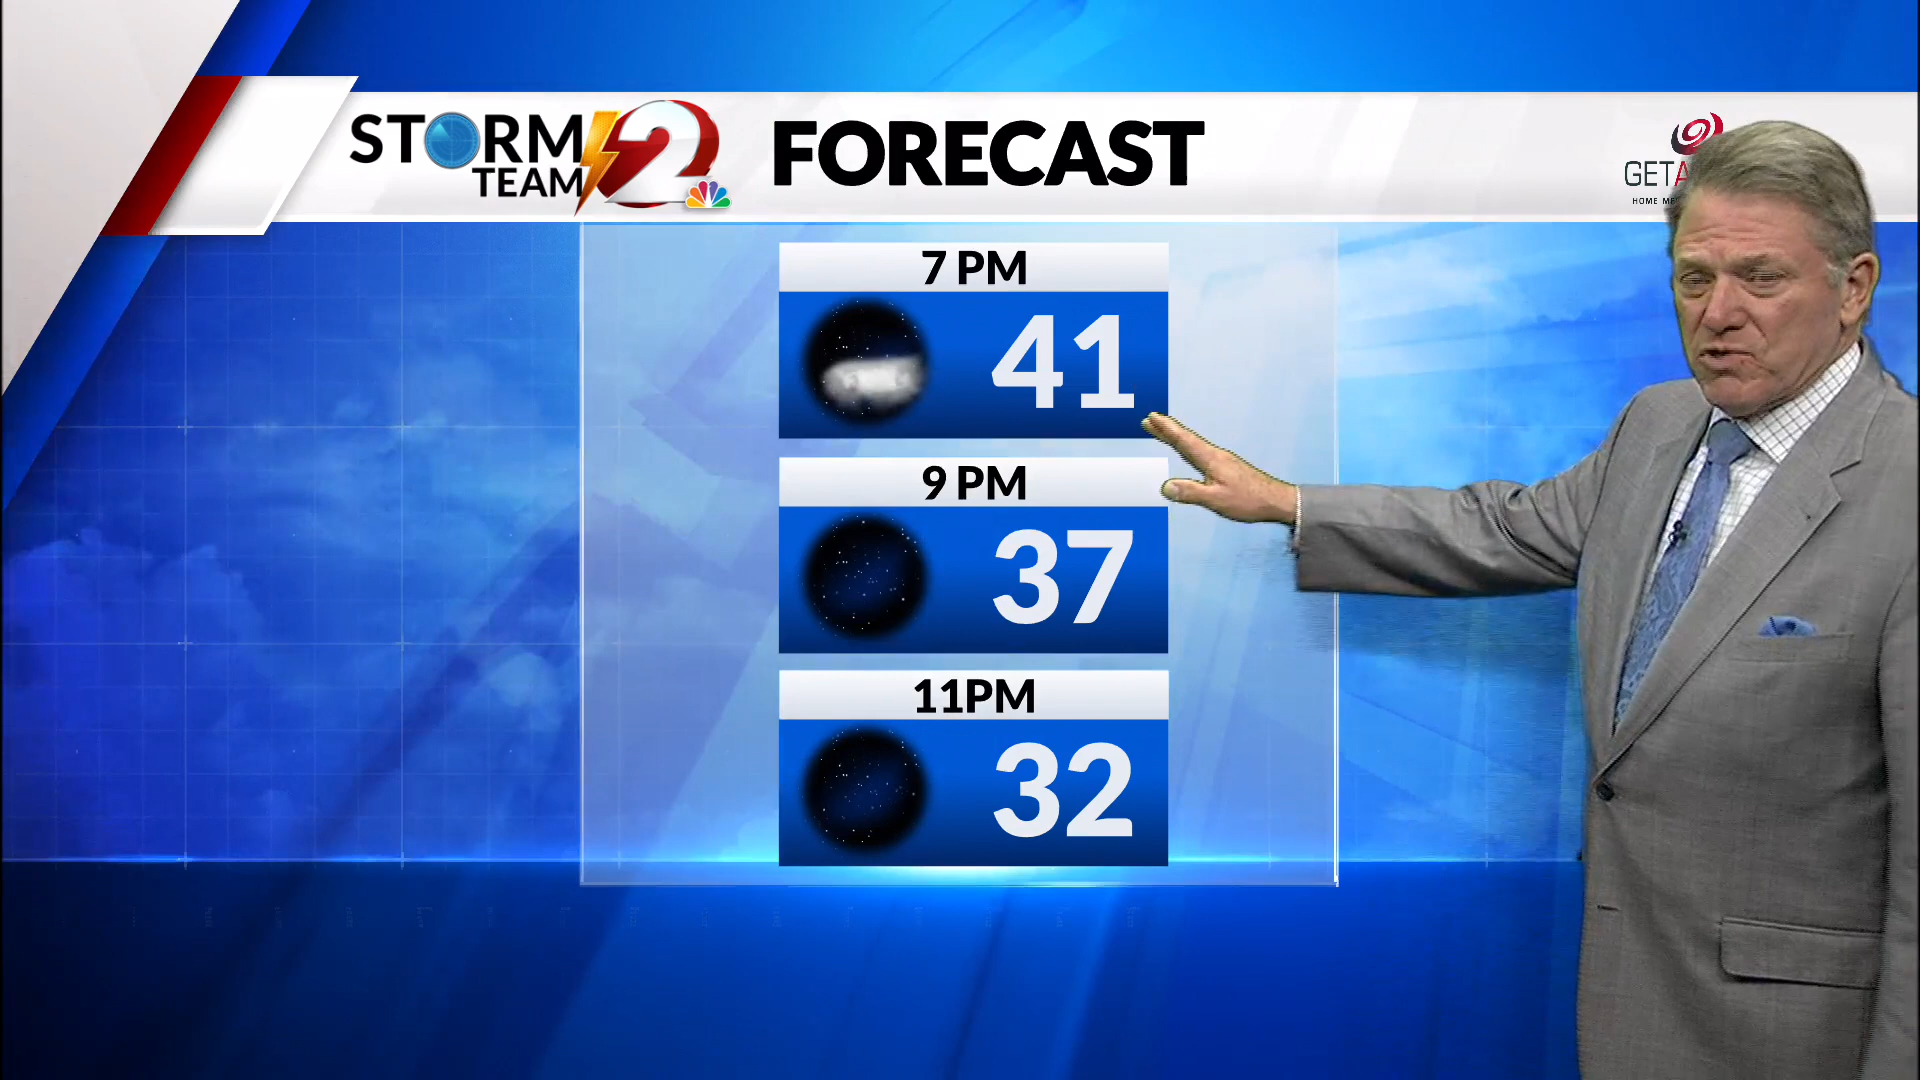 STORM
TEAM
2
FORECAST
GET
HOME
7 PM
41
9 PM
37
11PM
32